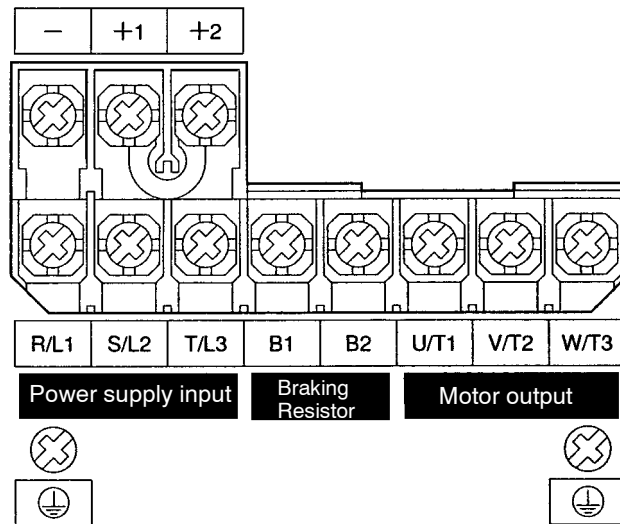 − +1 +2
R/L1 S/L2 T/L3 B1 B2 U/T1 V/T2 W/T3
Power supply input
Braking
Resistor
Motor output